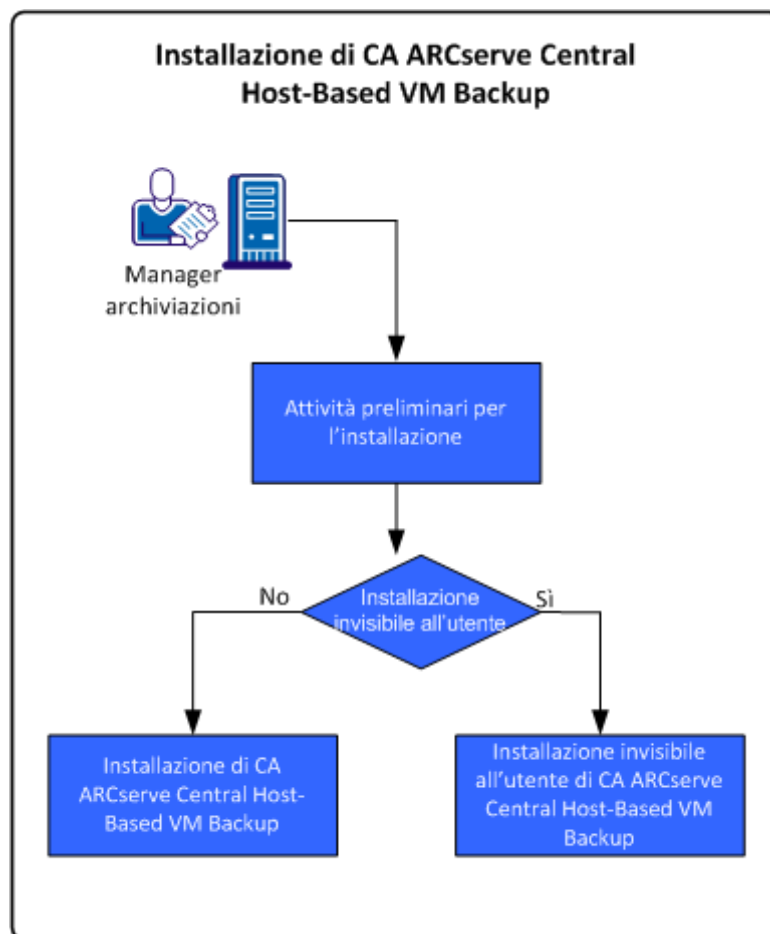 Installazione di CA ARCserve Central
Host-Based VM Backup
Manager
archiviazioni
Attività preliminari per
l'installazione
No
Installazione
invisibile all'utente
Sì
Installazione di CA
ARCserve Central Host-
Based VM Backup
Installazione invisibile
all'utente di CA ARCserve
Central Host-Based VM
Backup